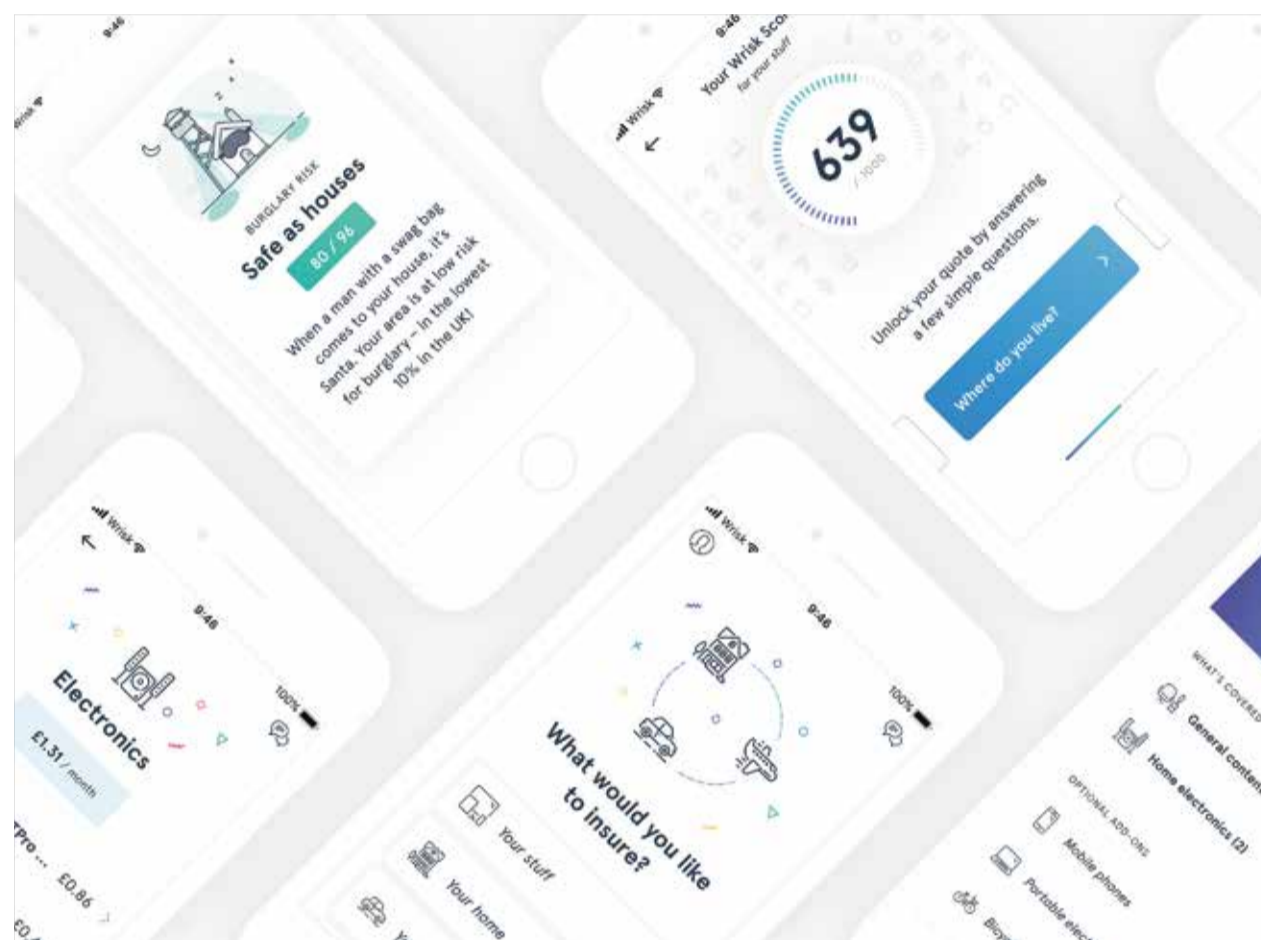 9:46
Wrisk
BURGLARY RISK
Safe as houses
80 / 96
When a man with a swag bag
comes to your house, it's
Santa. Your area is at low risk
for burglary – in the lowest
10% in the UK!
Wrisk
9:46
Your Wrisk
for your stuff
639
/ 1000
Unlock your quote by answering
a few simple questions.
Where do you live?
Wrisk
9:46
100%
Electronics
£1.31 / month
£0.86
Wrisk
9:46
100%
What would you like
to insure?
Your stuff
Your home
WHAT'S COVERED
General
Home electronics (2)
OPTIONAL ADD-ONS
Mobile phones
Portable